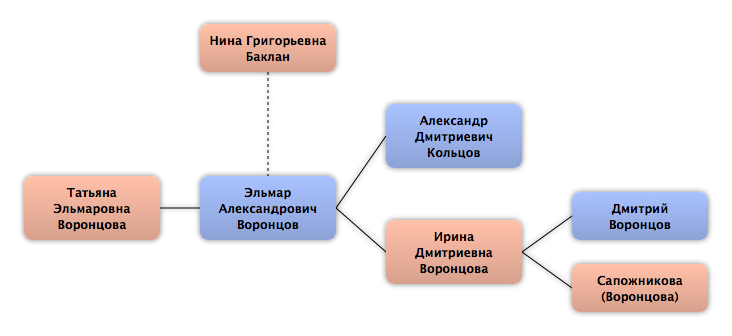 Нина Григорьевна
Баклан
Александр
Дмитриевич
Кольцов
Татьяна
Эльмаровна
Воронцова
Эльмар
Александрович
Воронцов
Ирина
Дмитриевна
Воронцова
Дмитрий
Воронцов
Сапожникова
(Воронцова)